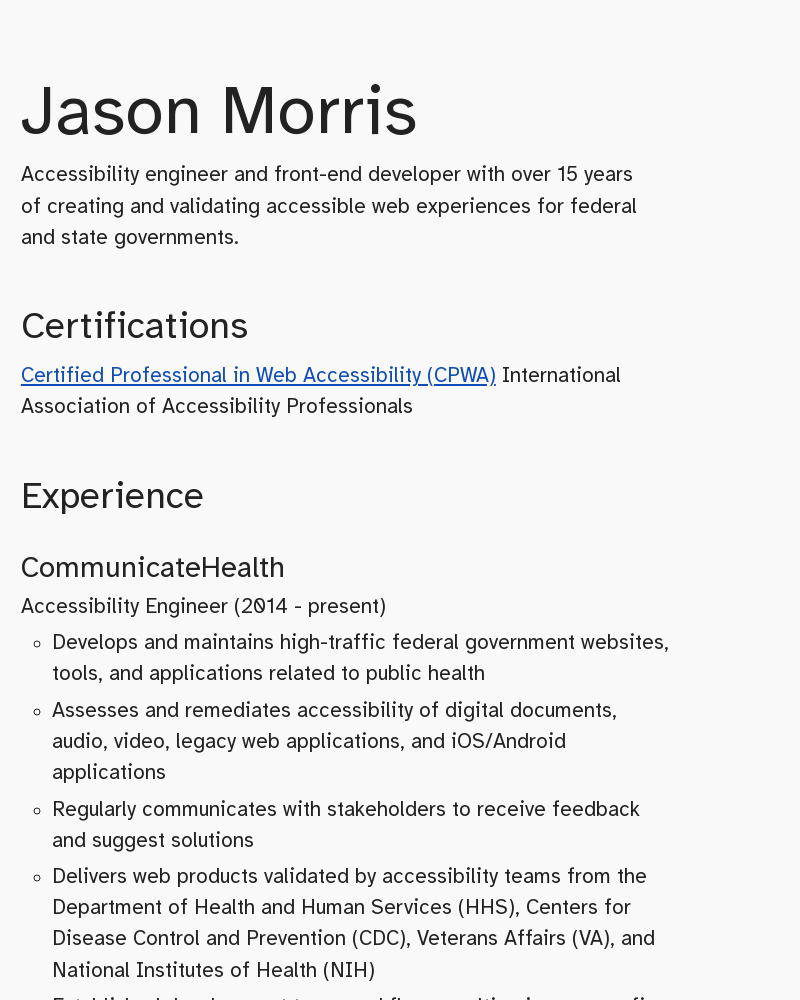 Jason Morris
Accessibility engineer and front-end developer with over 15 years
of creating and validating accessible web experiences for federal
and state governments.
Certifications
Certified Professional in Web Accessibility (CPWA) International
Association of Accessibility Professionals
Experience
CommunicateHealth
Accessibility Engineer (2014 - present)
Develops and maintains high-traffic federal government websites,
tools, and applications related to public health
Assesses and remediates accessibility of digital documents,
audio, video, legacy web applications, and iOS/Android
applications
Regularly communicates with stakeholders to receive feedback
and suggest solutions
Delivers web products validated by accessibility teams from the
Department of Health and Human Services (HHS), Centers for
Disease Control and Prevention (CDC), Veterans Affairs (VA), and
National Institutes of Health (NIH)